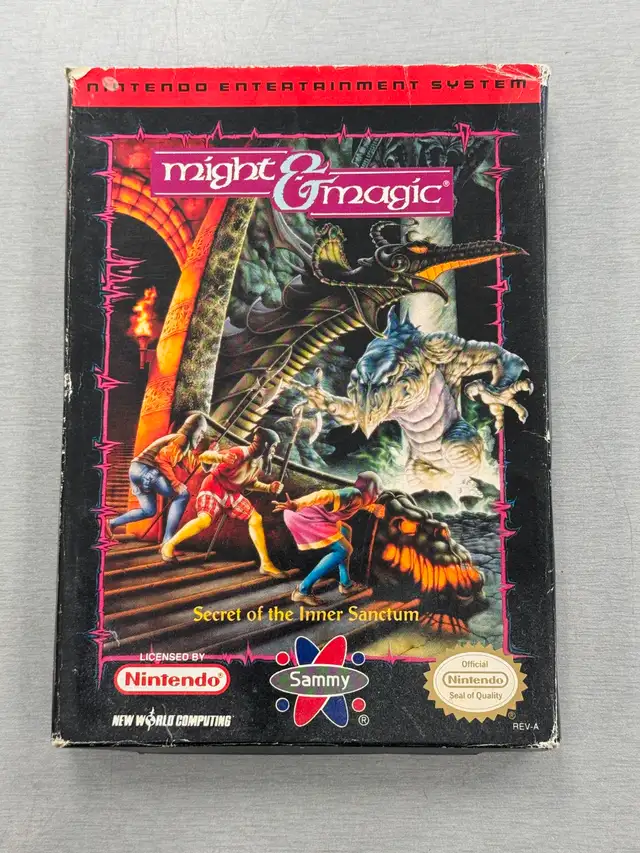 NINTENDO ENTERTAINMENT SYSTEM
might & magic®
Secret of the Inner Sanctum
LICENSED BY
Nintendo®
NEW WORLD COMPUTING
Sammy
®
Official
Nintendo
Seal of Quality
®
REV-A